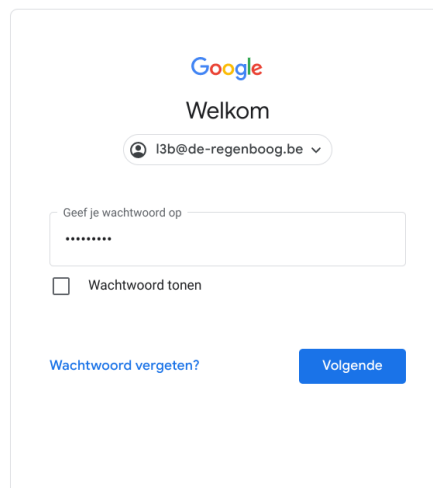 Google
Welkom
l3b@de-regenboog.be
Geef je wachtwoord op
•••••••••
Wachtwoord tonen
Wachtwoord vergeten?
Volgende